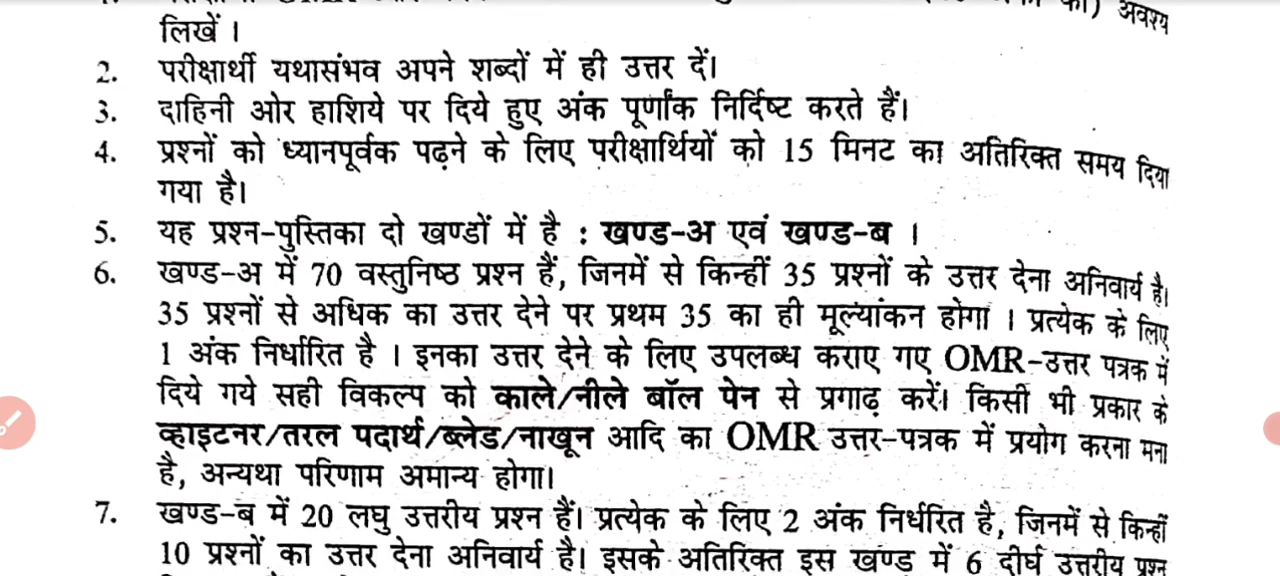 को) अवश्य
लिखें ।
2. परीक्षार्थी यथासंभव अपने शब्दों में ही उत्तर दें।
3. दाहिनी ओर हाशिये पर दिये हुए अंक पूर्णांक निर्दिष्ट करते हैं।
4. प्रश्नों को ध्यानपूर्वक पढ़ने के लिए परीक्षार्थियों को 15 मिनट का अतिरिक्त समय दिया
गया है।
5. यह प्रश्न-पुस्तिका दो खण्डों में है : खण्ड-अ एवं खण्ड-ब ।
6. खण्ड-अ में 70 वस्तुनिष्ठ प्रश्न हैं, जिनमें से किन्हीं 35 प्रश्नों के उत्तर देना अनिवार्य है।
35 प्रश्नों से अधिक का उत्तर देने पर प्रथम 35 का ही मूल्यांकन होगा । प्रत्येक के लिए
1 अंक निर्धारित है । इनका उत्तर देने के लिए उपलब्ध कराए गए OMR-उत्तर पत्रक में
दिये गये सही विकल्प को काले/नीले बॉल पेन से प्रगाढ़ करें। किसी भी प्रकार के
व्हाइटनर/तरल पदार्थ/ब्लेड/नाखून आदि का OMR उत्तर-पत्रक में प्रयोग करना मना
है, अन्यथा परिणाम अमान्य होगा।
7. खण्ड-ब में 20 लघु उत्तरीय प्रश्न हैं। प्रत्येक के लिए 2 अंक निर्धारित है, जिनमें से किन्हीं
10 प्रश्नों का उत्तर देना अनिवार्य है। इसके अतिरिक्त इस खण्ड में 6 दीर्घ उत्तरीय प्रश्न